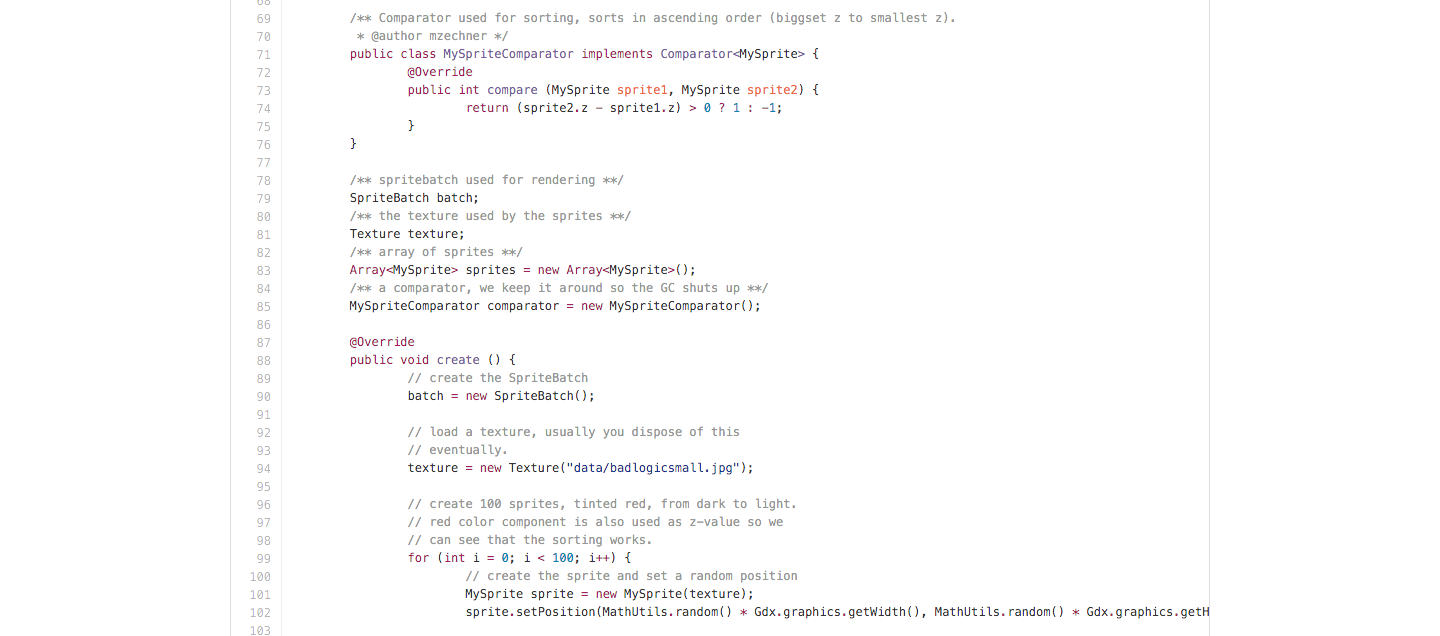 68
69 /** Comparator used for sorting, sorts in ascending order (biggset z to smallest z).
70 * @author mzechner */
71 public class MySpriteComparator implements Comparator<MySprite> {
72 @Override
73 public int compare (MySprite sprite1, MySprite sprite2) {
74 return (sprite2.z - sprite1.z) > 0 ? 1 : -1;
75 }
76 }
77
78 /** spritebatch used for rendering **/
79 SpriteBatch batch;
80 /** the texture used by the sprites **/
81 Texture texture;
82 /** array of sprites **/
83 Array<MySprite> sprites = new Array<MySprite>();
84 /** a comparator, we keep it around so the GC shuts up **/
85 MySpriteComparator comparator = new MySpriteComparator();
86
87 @Override
88 public void create () {
89 // create the SpriteBatch
90 batch = new SpriteBatch();
91
92 // load a texture, usually you dispose of this
93 // eventually.
94 texture = new Texture("data/badlogicsmall.jpg");
95
96 // create 100 sprites, tinted red, from dark to light.
97 // red color component is also used as z-value so we
98 // can see that the sorting works.
99 for (int i = 0; i < 100; i++) {
100 // create the sprite and set a random position
101 MySprite sprite = new MySprite(texture);
102 sprite.setPosition(MathUtils.random() * Gdx.graphics.getWidth(), MathUtils.random() * Gdx.graphics.getH
103